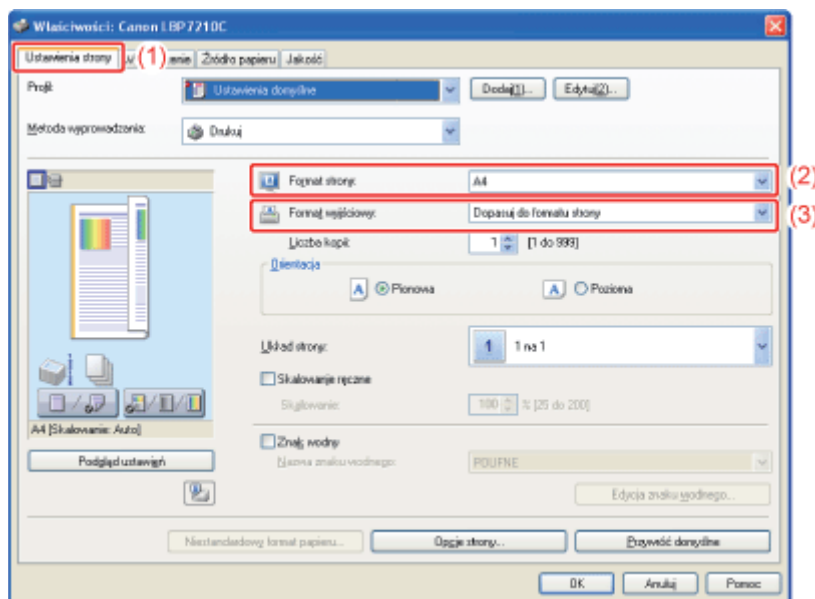 Właściwości: Canon LBP7210C
Ustawienia strony (1) Źródło papieru Jakość
Profil: Ustawienia domyślne Dodaj(1)... Edytuj(2)...
Metoda wyprowadzania: Drukuj
Format strony: A4 (2)
Format wyjściowy: Dopasuj do formatu strony (3)
Liczba kopii: 1 [1 do 999]
Orientacja
A Pionowa A Pozioma
Układ strony: 1 1 na 1
Skalowanie ręczne
Skalowanie: 100 % [25 do 200]
A4 [Skalowanie: Auto]
Znak wodny
Podgląd ustawień Nazwa znaku wodnego: POUFNE
Edycja znaku wodnego...
Niestandardowy format papieru... Opcje strony... Przywróć domyślne
OK Anuluj Pomoc